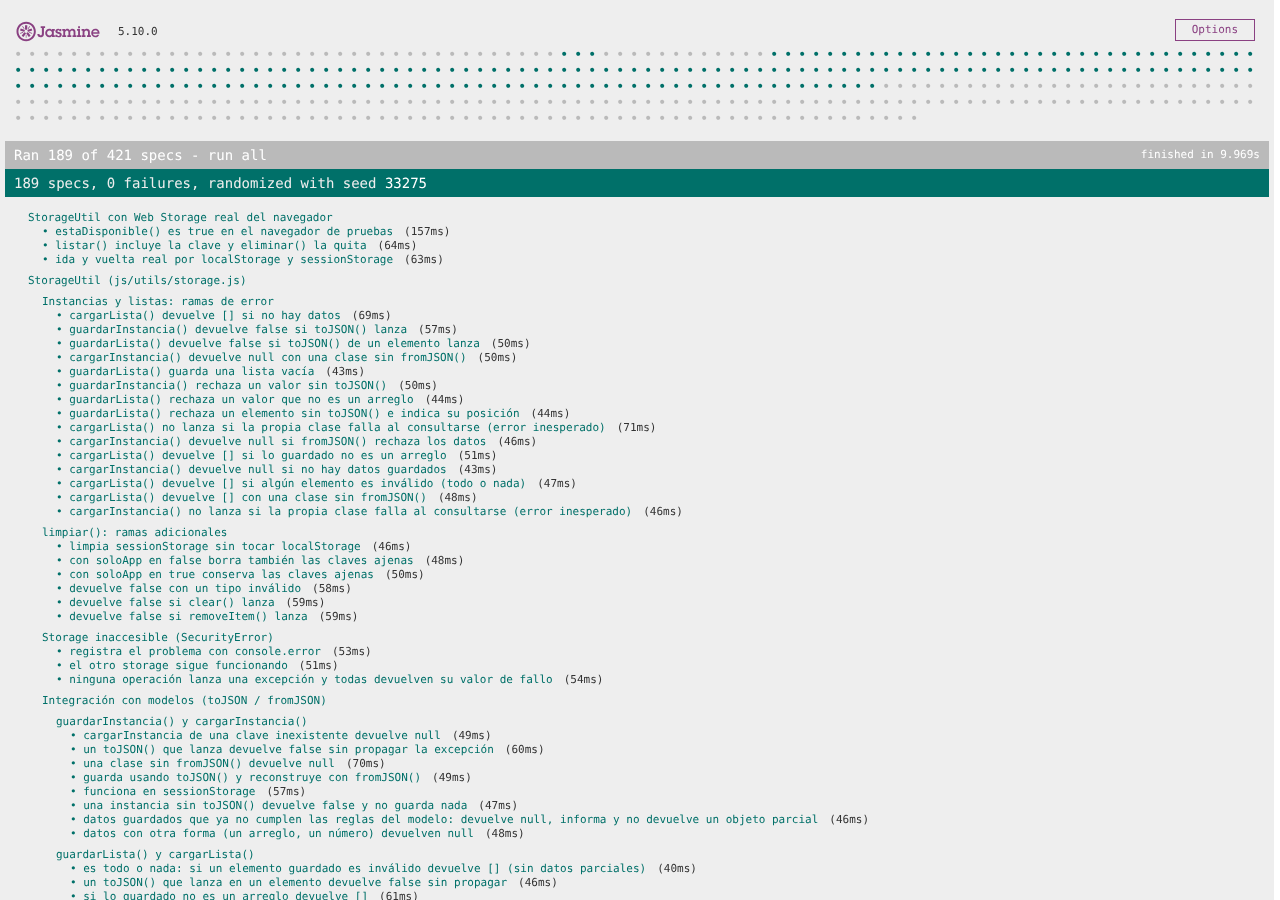 Jasmine 5.10.0 Options
Ran 189 of 421 specs - run all finished in 9.969s
189 specs, 0 failures, randomized with seed 33275
StorageUtil con Web Storage real del navegador
• estaDisponible() es true en el navegador de pruebas (157ms)
• listar() incluye la clave y eliminar() la quita (64ms)
• ida y vuelta real por localStorage y sessionStorage (63ms)
StorageUtil (js/utils/storage.js)
Instancias y listas: ramas de error
• cargarLista() devuelve [] si no hay datos (69ms)
• guardarInstancia() devuelve false si toJSON() lanza (57ms)
• guardarLista() devuelve false si toJSON() de un elemento lanza (50ms)
• cargarInstancia() devuelve null con una clase sin fromJSON() (50ms)
• guardarLista() guarda una lista vacía (43ms)
• guardarInstancia() rechaza un valor sin toJSON() (50ms)
• guardarLista() rechaza un valor que no es un arreglo (44ms)
• guardarLista() rechaza un elemento sin toJSON() e indica su posición (44ms)
• cargarLista() no lanza si la propia clase falla al consultarse (error inesperado) (71ms)
• cargarInstancia() devuelve null si fromJSON() rechaza los datos (46ms)
• cargarLista() devuelve [] si lo guardado no es un arreglo (51ms)
• cargarInstancia() devuelve null si no hay datos guardados (43ms)
• cargarLista() devuelve [] si algún elemento es inválido (todo o nada) (47ms)
• cargarLista() devuelve [] con una clase sin fromJSON() (48ms)
• cargarInstancia() no lanza si la propia clase falla al consultarse (error inesperado) (46ms)
limpiar(): ramas adicionales
• limpia sessionStorage sin tocar localStorage (46ms)
• con soloApp en false borra también las claves ajenas (48ms)
• con soloApp en true conserva las claves ajenas (50ms)
• devuelve false con un tipo inválido (58ms)
• devuelve false si clear() lanza (59ms)
• devuelve false si removeItem() lanza (59ms)
Storage inaccesible (SecurityError)
• registra el problema con console.error (53ms)
• el otro storage sigue funcionando (51ms)
• ninguna operación lanza una excepción y todas devuelven su valor de fallo (54ms)
Integración con modelos (toJSON / fromJSON)
guardarInstancia() y cargarInstancia()
• cargarInstancia de una clave inexistente devuelve null (49ms)
• un toJSON() que lanza devuelve false sin propagar la excepción (60ms)
• una clase sin fromJSON() devuelve null (70ms)
• guarda usando toJSON() y reconstruye con fromJSON() (49ms)
• funciona en sessionStorage (57ms)
• una instancia sin toJSON() devuelve false y no guarda nada (47ms)
• datos guardados que ya no cumplen las reglas del modelo: devuelve null, informa y no devuelve un objeto parcial (46ms)
• datos con otra forma (un arreglo, un número) devuelven null (48ms)
guardarLista() y cargarLista()
• es todo o nada: si un elemento guardado es inválido devuelve [] (sin datos parciales) (40ms)
• un toJSON() que lanza en un elemento devuelve false sin propagar (46ms)
• si lo guardado no es un arreglo devuelve [] (61ms)